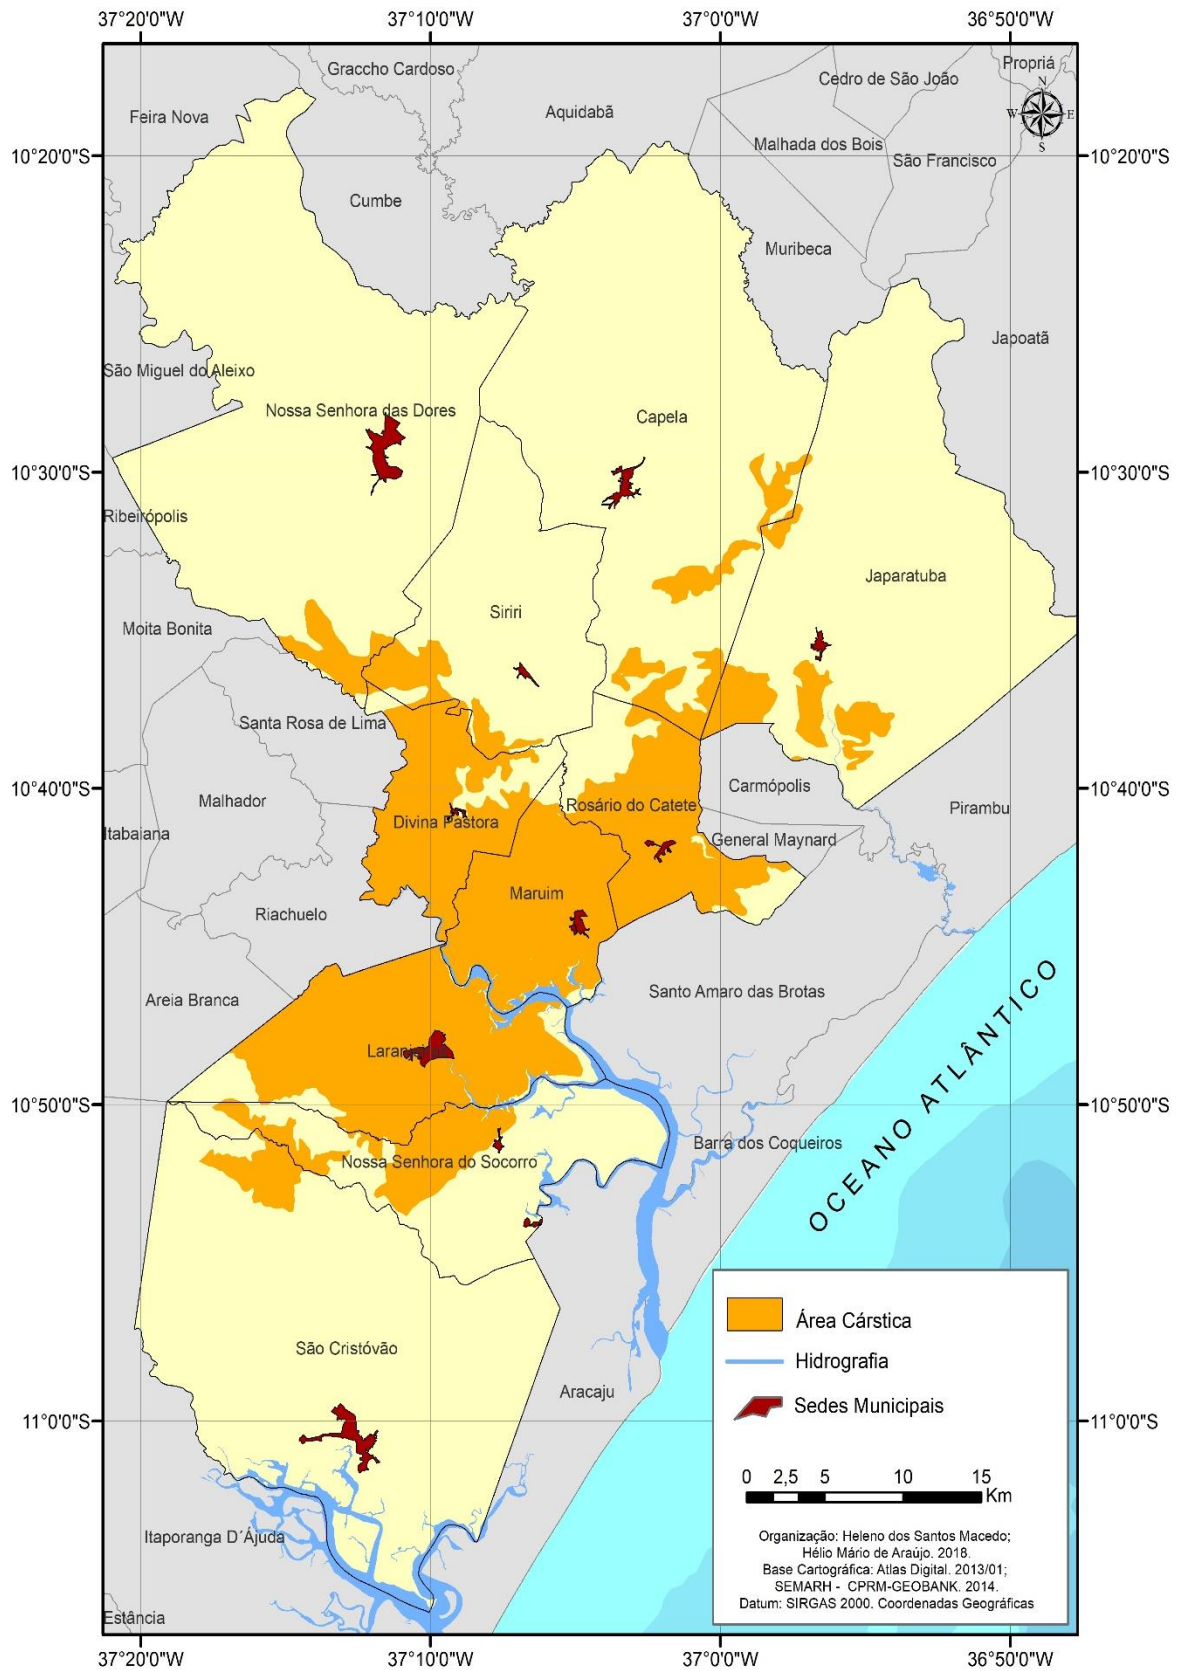 37°20'0"W 37°10'0"W 37°0'0"W 36°50'0"W
Graccho Cardoso
Propriá
Cedro de São João
Feira Nova
Aquidabã
N
W E
S
Malhada dos Bois
10°20'0"S
10°20'0"S
São Francisco
Cumbe
Muribeca
Japoatã
São Miguel do Aleixo
Nossa Senhora das Dores
Capela
10°30'0"S
10°30'0"S
Ribeirópolis
Japaratuba
Siriri
Moita Bonita
Santa Rosa de Lima
10°40'0"S
10°40'0"S
Carmópolis
Malhador
Rosário do Catete
Pirambu
Divina Pastora
Itabaiana
General Maynard
Maruim
Riachuelo
Santo Amaro das Brotas
Areia Branca
OCEANO ATLÂNTICO
10°50'0"S
10°50'0"S
Barra dos Coqueiros
Nossa Senhora do Socorro
São Cristóvão
Aracaju
11°0'0"S
11°0'0"S
Itaporanga D´Ájuda
Estância
Área Cárstica
Hidrografia
Sedes Municipais
0 2,5 5 10 15
Km
Organização: Heleno dos Santos Macedo;
Hélio Mário de Araújo. 2018.
Base Cartográfica: Atlas Digital. 2013/01;
SEMARH - CPRM-GEOBANK. 2014.
Datum: SIRGAS 2000. Coordenadas Geográficas
37°20'0"W 37°10'0"W 37°0'0"W 36°50'0"W